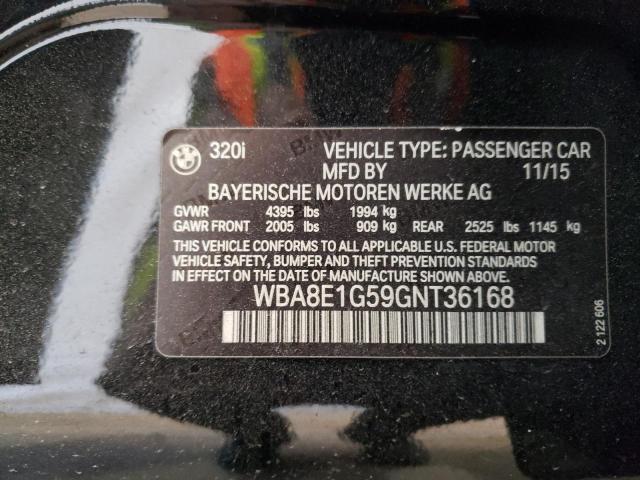 320i VEHICLE TYPE: PASSENGER CAR
MFD BY 11/15
BAYERISCHE MOTOREN WERKE AG
GVWR 4395 lbs 1994 kg
GAWR FRONT 2005 lbs 909 kg REAR 2525 lbs 1145 kg
THIS VEHICLE CONFORMS TO ALL APPLICABLE U.S. FEDERAL MOTOR
VEHICLE SAFETY, BUMPER AND THEFT PREVENTION STANDARDS
IN EFFECT ON THE DATE OF MANUFACTURE SHOWN ABOVE.
WBA8E1G59GNT36168
2 122 606